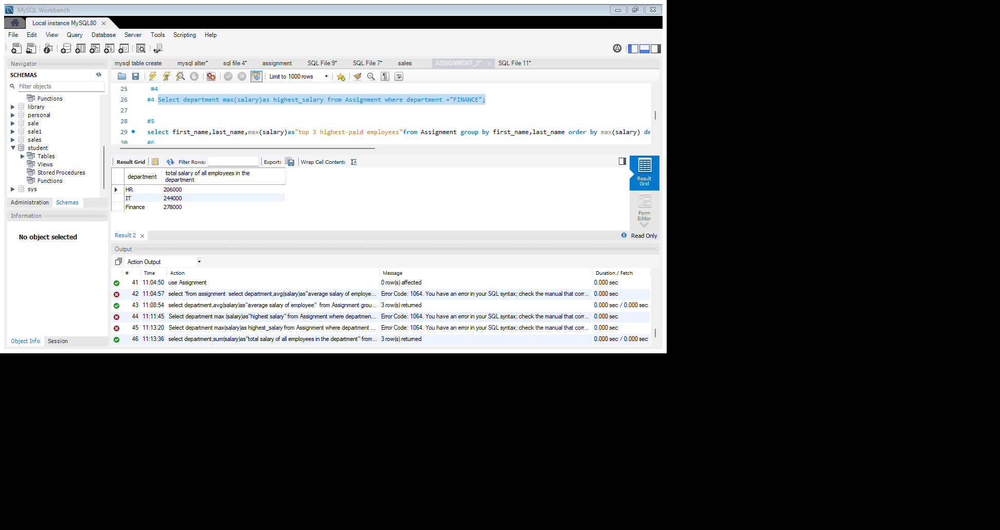 MySQL Workbench
Local instance MySQL80
File Edit View Query Database Server Tools Scripting Help
Navigator
SCHEMAS
Filter objects
Functions
library
personal
sale
sale1
sales
student
Tables
Views
Stored Procedures
Functions
sys
Administration Schemas
Information
No object selected
Object Info Session
mysql table create mysql alter* sql file 4* assignment SQL File 9* SQL File 7* sales ASSIGNMENT_3* SQL File 11*
Limit to 1000 rows
25 #4
26 #4 Select department max(salary)as highest_salary from Assignment where department ="FINANCE";
27
28 #5
29 select first_name,last_name,max(salary)as"top 3 highest-paid employees"from Assignment group by first_name,last_name order by max(salary) de
30 #6
Result Grid Filter Rows: Export: Wrap Cell Content:
department total salary of all employees in the
department
HR 206000
IT 244000
Finance 278000
Result
Grid
Form
Editor
Result 2 Read Only
Output
Action Output
# Time Action Message Duration / Fetch
41 11:04:50 use Assignment 0 row(s) affected 0.000 sec
42 11:04:57 select *from assignment select department,avg(salary)as"average salary of employe... Error Code: 1064. You have an error in your SQL syntax; check the manual that corr... 0.000 sec
43 11:08:54 select department,avg(salary)as"average salary of employee" from Assignment grou... 3 row(s) returned 0.000 sec / 0.000 sec
44 11:11:45 Select department max (salary)as"highest salary" from Assignment where departmen... Error Code: 1064. You have an error in your SQL syntax; check the manual that corr... 0.000 sec
45 11:13:20 Select department max(salary)as highest_salary from Assignment where department ... Error Code: 1064. You have an error in your SQL syntax; check the manual that corr... 0.000 sec
46 11:13:36 select department,sum(salary)as"total salary of all employees in the department" from... 3 row(s) returned 0.000 sec / 0.000 sec